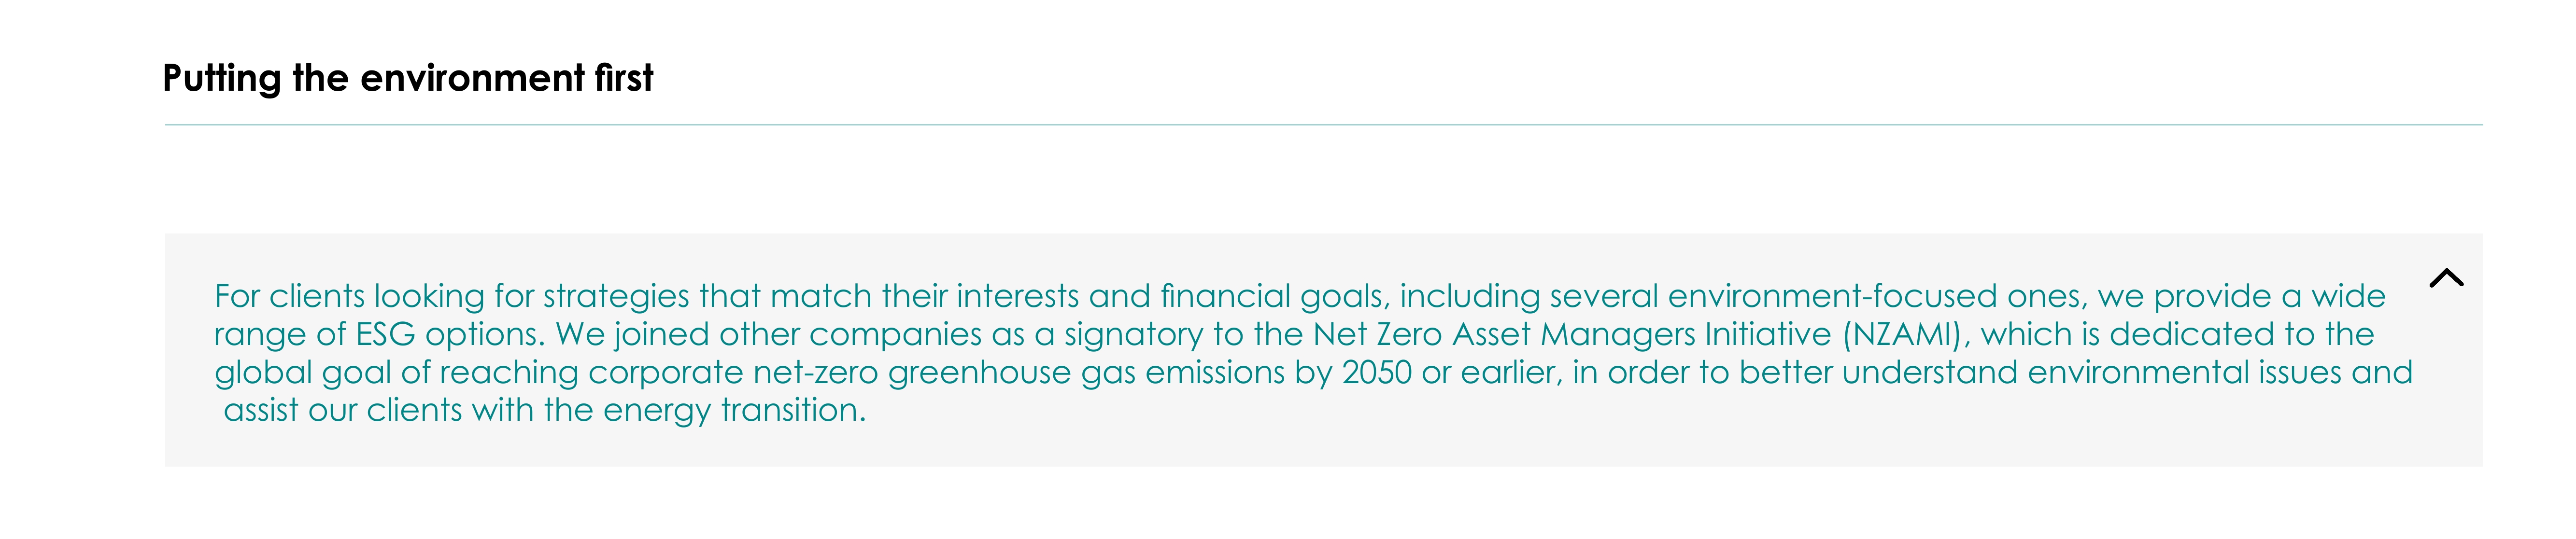 Putting the environment first
For clients looking for strategies that match their interests and financial goals, including several environment-focused ones, we provide a wide
range of ESG options. We joined other companies as a signatory to the Net Zero Asset Managers Initiative (NZAMI), which is dedicated to the
global goal of reaching corporate net-zero greenhouse gas emissions by 2050 or earlier, in order to better understand environmental issues and
assist our clients with the energy transition.